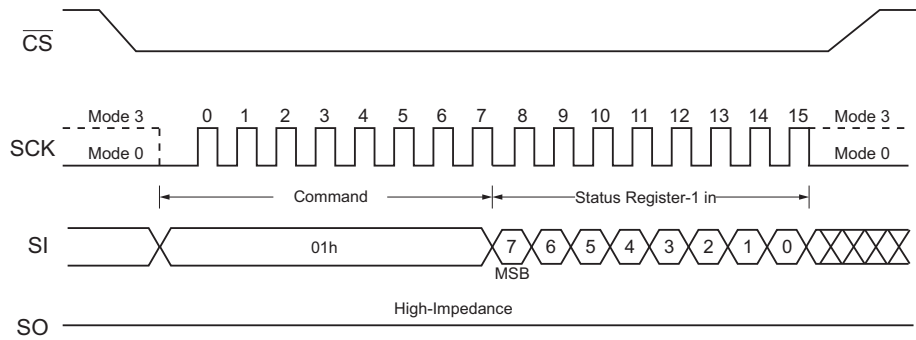 CS
0 1 2 3 4 5 6 7 8 9 10 11 12 13 14 15
Mode 3 Mode 3
SCK
Mode 0 Mode 0
Command Status Register-1 in
SI 01h 7 6 5 4 3 2 1 0
MSB
High-Impedance
SO